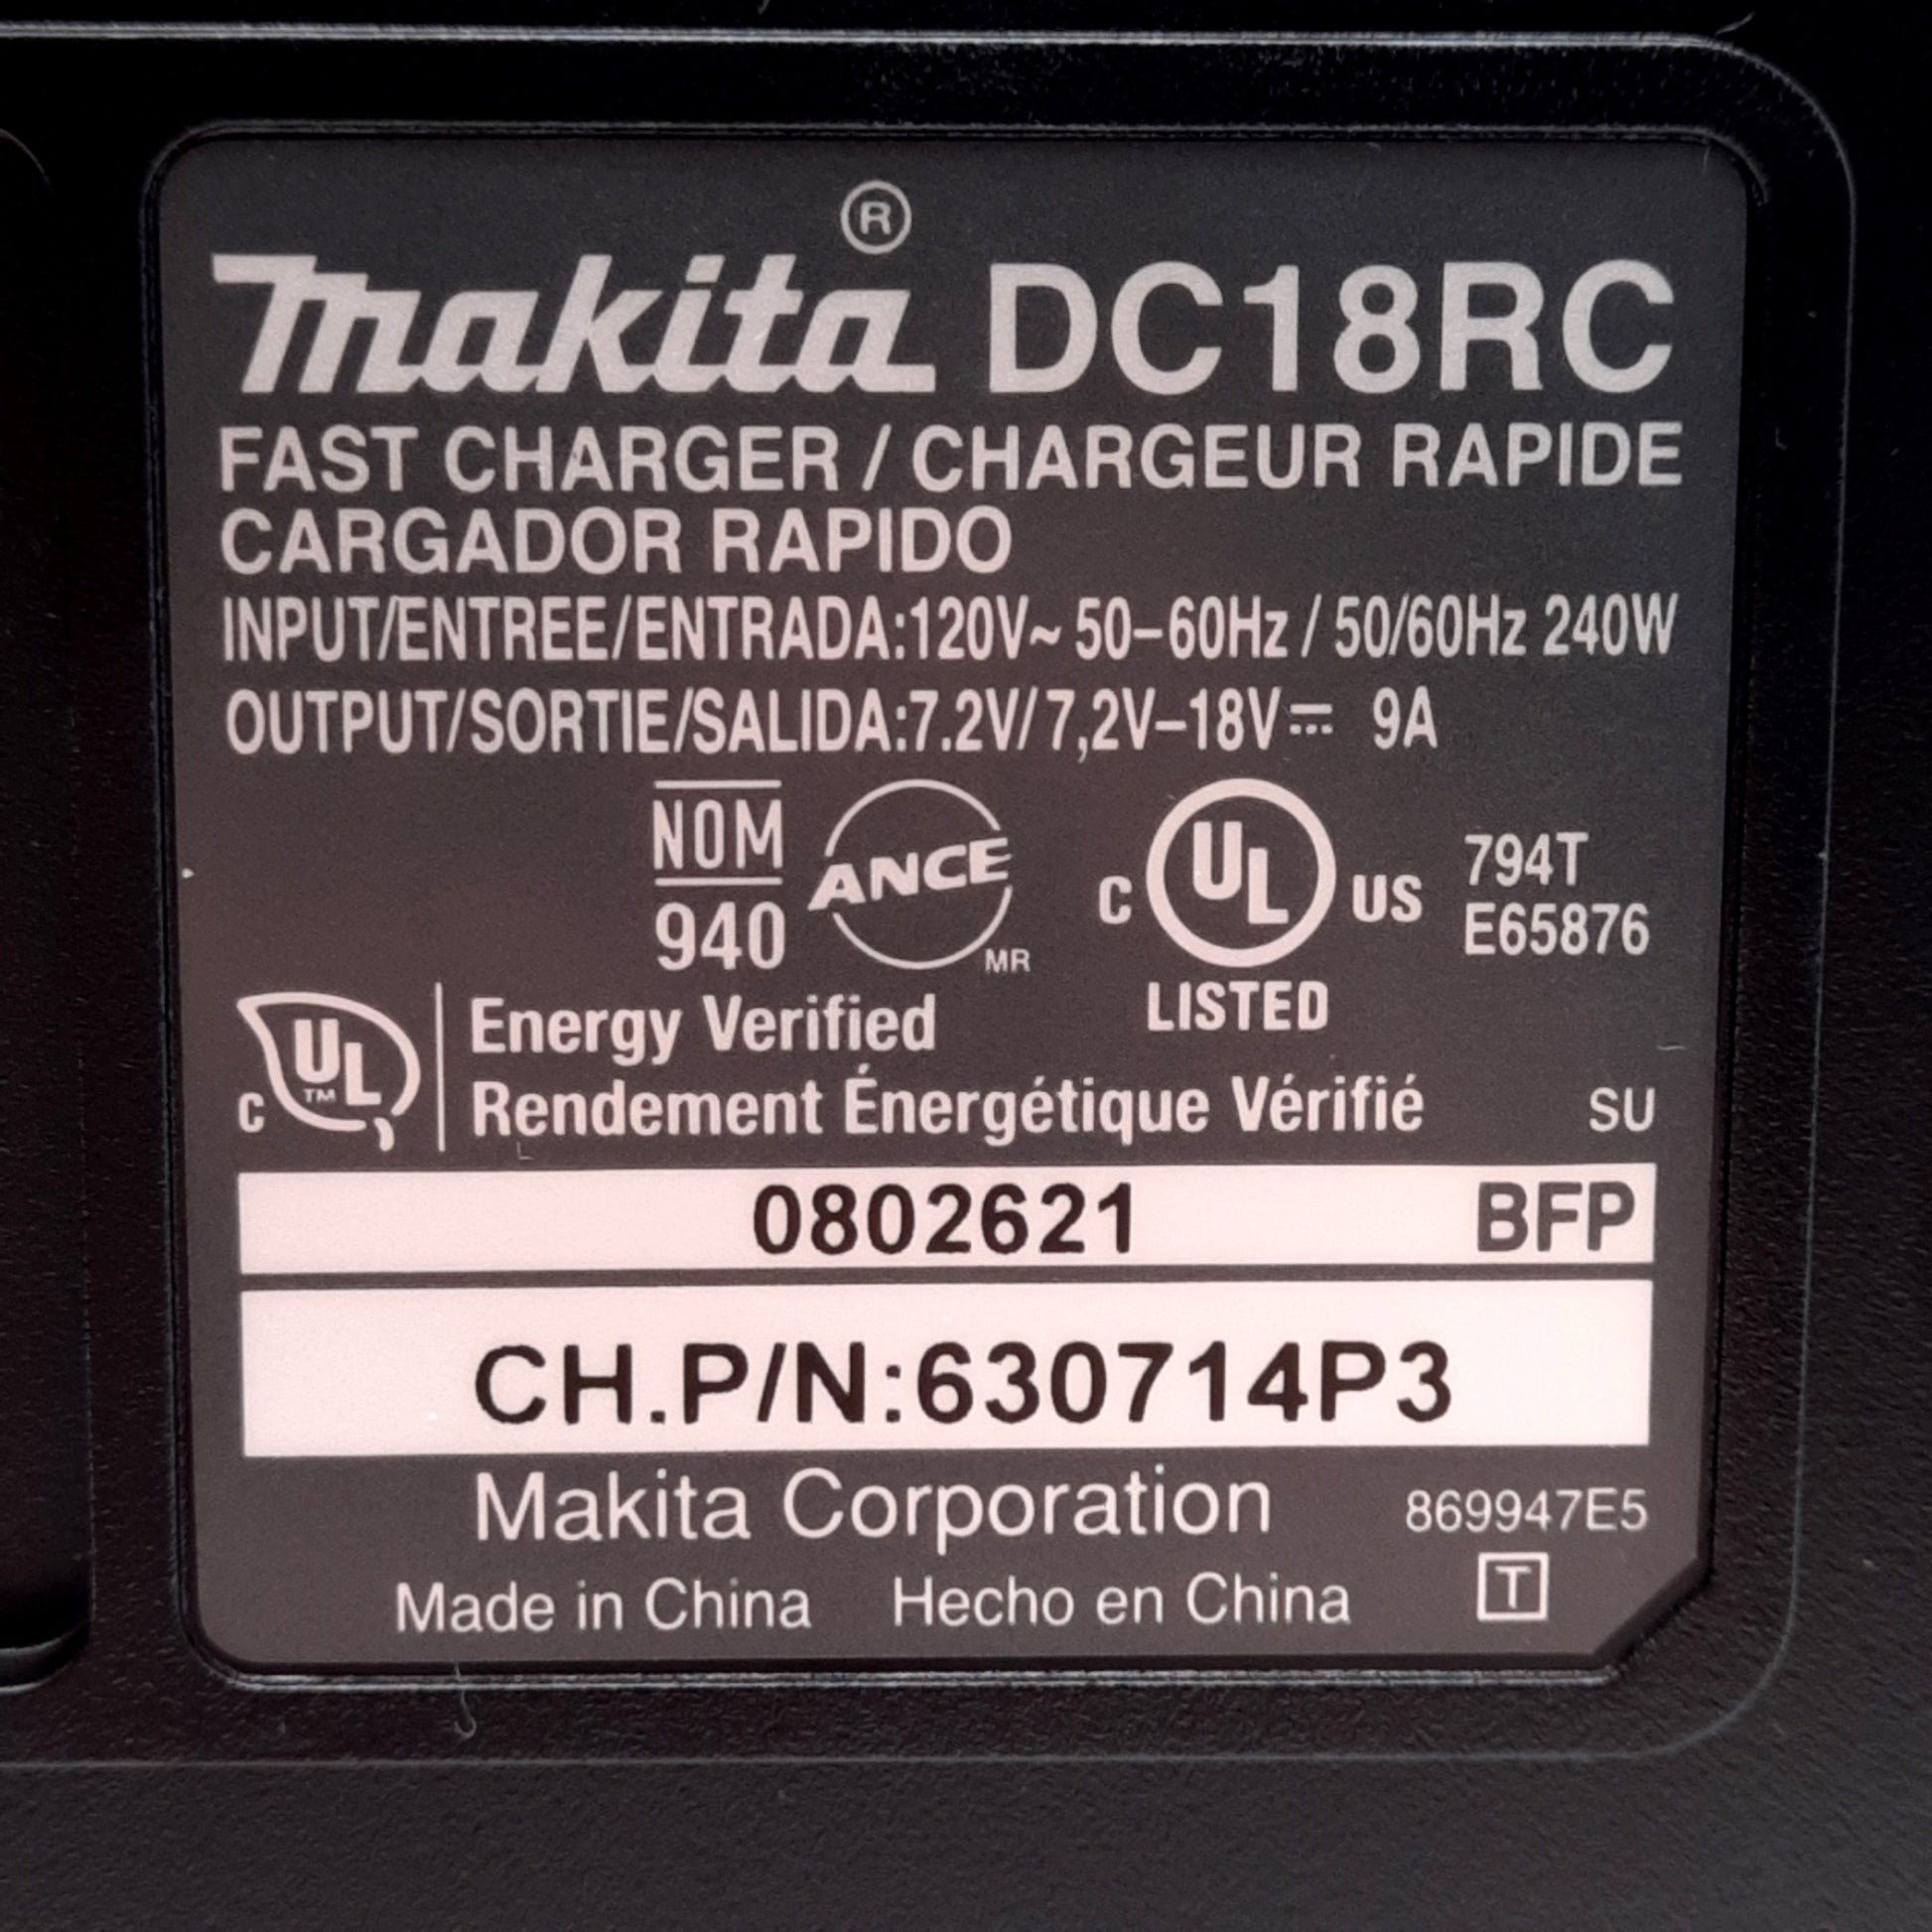 makita® DC18RC
FAST CHARGER / CHARGEUR RAPIDE
CARGADOR RAPIDO
INPUT/ENTREE/ENTRADA:120V~ 50–60Hz / 50/60Hz 240W
OUTPUT/SORTIE/SALIDA:7.2V/7,2V–18V⎓ 9A
NOM
940
ANCE
MR
C UL US
LISTED
794T
E65876
C UL TM
Energy Verified
Rendement Énergétique Vérifié
SU
0802621 BFP
CH.P/N:630714P3
Makita Corporation 869947E5
Made in China Hecho en China T